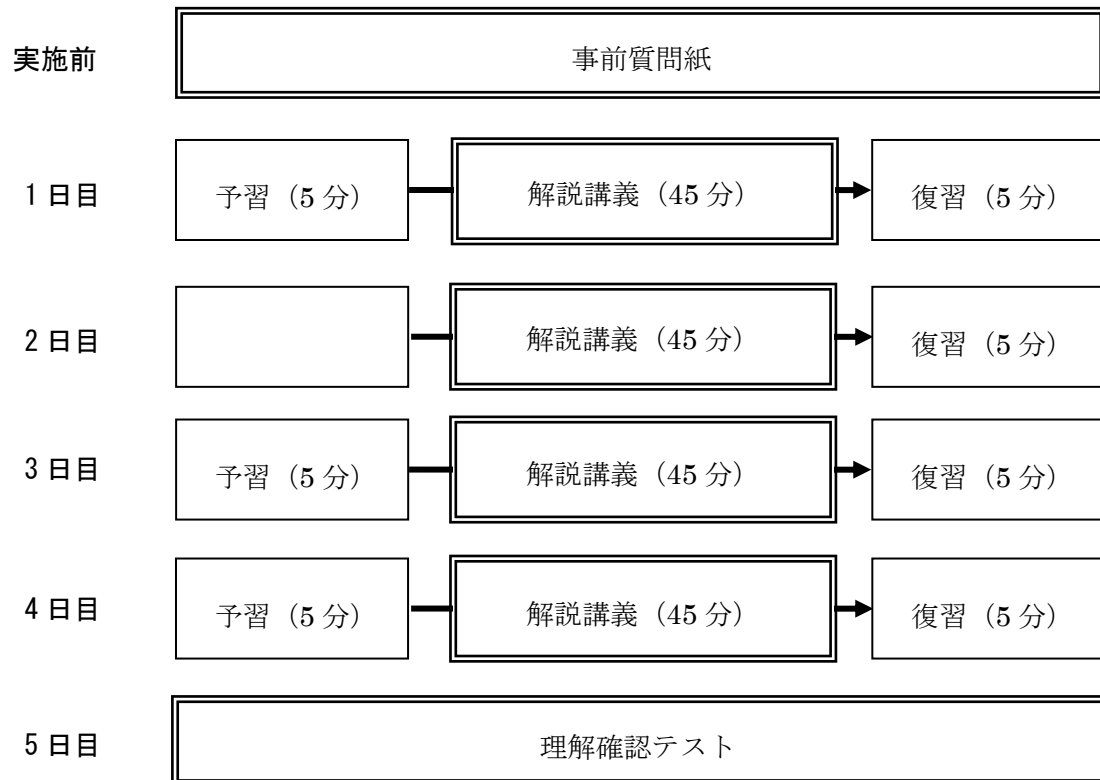 実施前 事前質問紙
1日目 予習（5分） 解説講義（45分） 復習（5分）
2日目 解説講義（45分） 復習（5分）
3日目 予習（5分） 解説講義（45分） 復習（5分）
4日目 予習（5分） 解説講義（45分） 復習（5分）
5日目 理解確認テスト